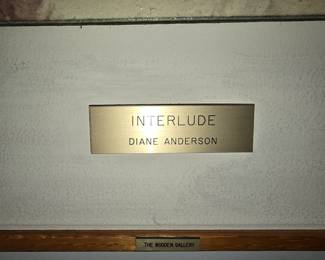 INTERLUDE
DIANE ANDERSON
THE WOODEN GALLERY